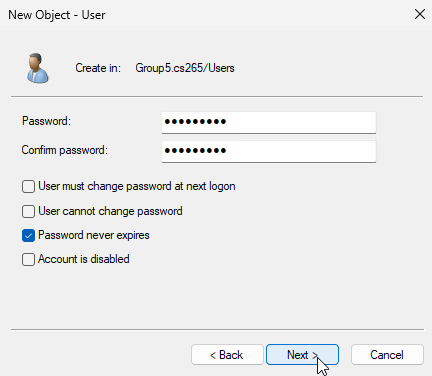 New Object - User
Create in: Group5.cs265/Users
Password: •••••••••
Confirm password: •••••••••
User must change password at next logon
User cannot change password
Password never expires
Account is disabled
< Back Next > Cancel